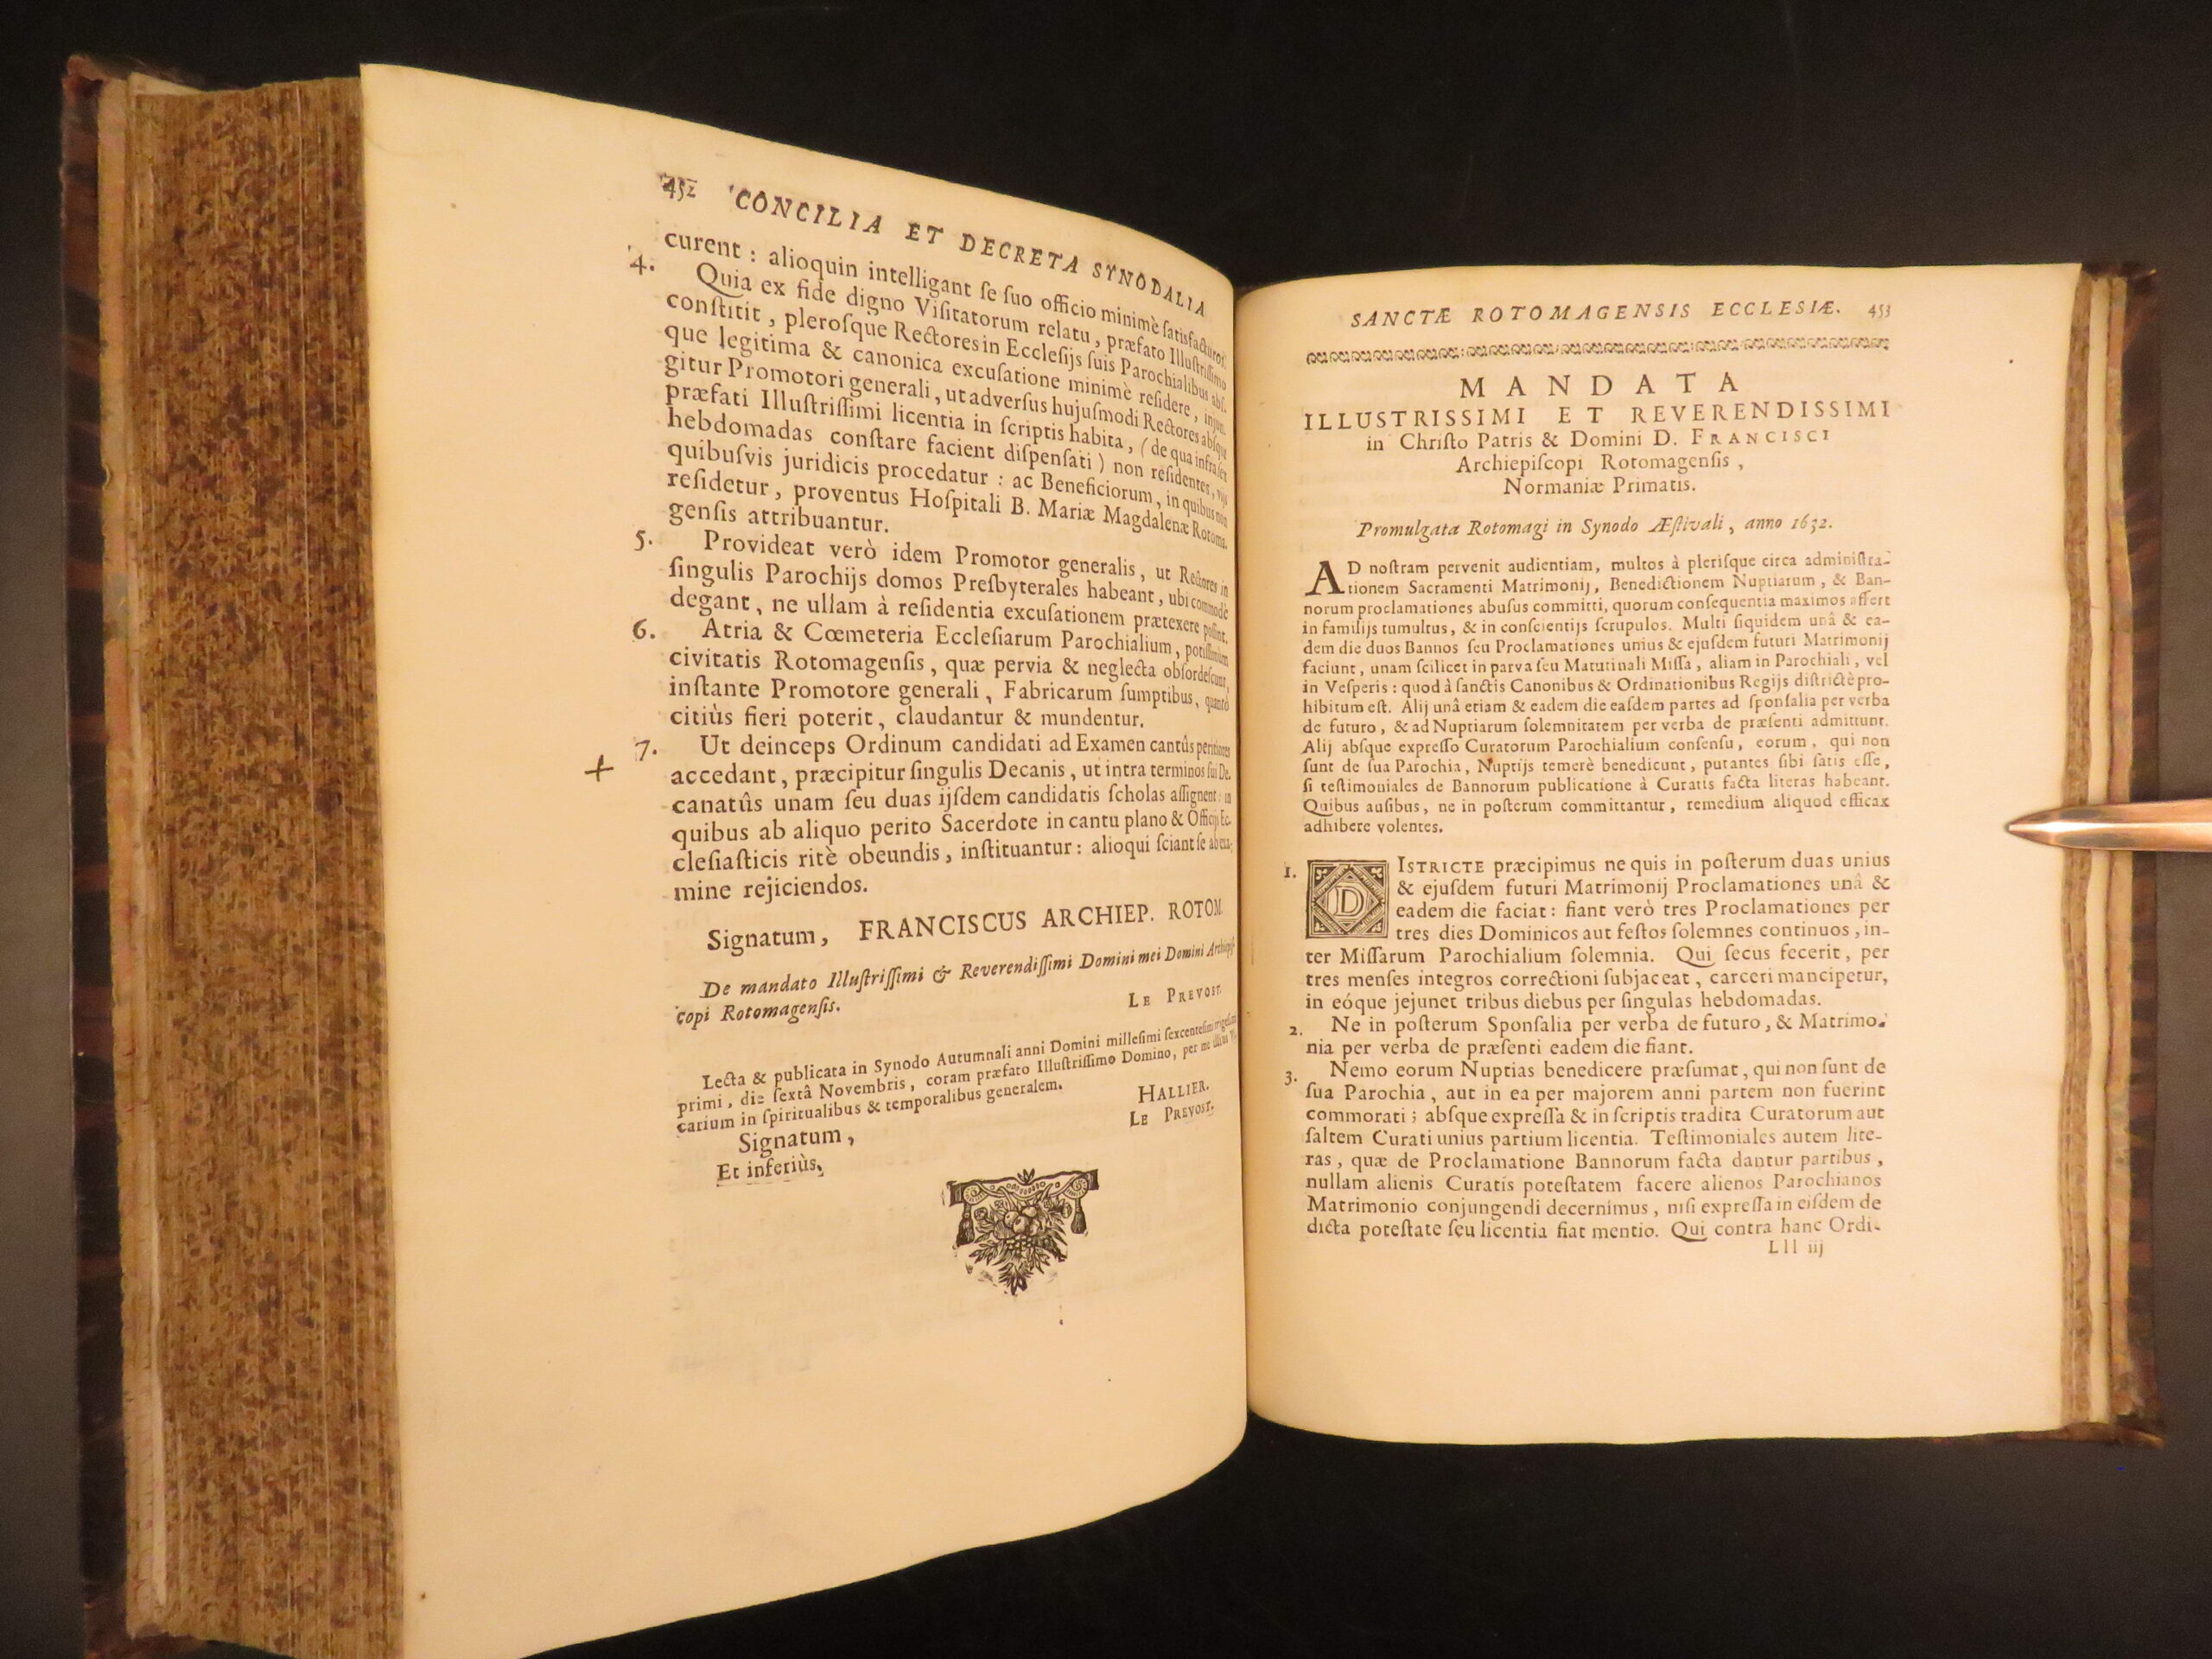 452 CONCILIA ET DECRETA SYNODALIA
curent : alioquin intelligant ſe ſuo officio minimè ſatisfacturos.
4. Quia ex fide digno Viſitatorum relatu, præfato Illuſtriſſimo
conſtitit, pleroſque Rectores in Eccleſijs ſuis Parochialibus abſ-
que legitima & canonica excuſatione minimè reſidere, injun-
gitur Promotori generali, ut adverſus hujuſmodi Rectores abſque
præfati Illuſtriſſimi licentia in ſcriptis habita, (de qua infra ſex
hebdomadas conſtare facient diſpenſati) non reſidentes, vijs
quibuſvis juridicis procedatur : ac Beneficiorum, in quibus non
reſidetur, proventus Hoſpitali B. Mariæ Magdalenæ Rotoma-
genſis attribuantur.
5. Provideat verò idem Promotor generalis, ut Rectores in
ſingulis Parochijs domos Preſbyterales habeant, ubi commodè
degant, ne ullam à reſidentia excuſationem prætexere poſſint.
6. Atria & Cœmeteria Eccleſiarum Parochialium, potiſſimùm
civitatis Rotomagenſis, quæ pervia & neglecta obſordeſcunt,
inſtante Promotore generali, Fabricarum ſumptibus, quantò
citiùs fieri poterit, claudantur & mundentur.
7. Ut deinceps Ordinum candidati ad Examen cantûs peritiores
accedant, præcipitur ſingulis Decanis, ut intra terminos ſui De-
canatûs unam ſeu duas ijſdem candidatis ſcholas aſſignent : in
quibus ab aliquo perito Sacerdote in cantu plano & Officijs Ec-
cleſiaſticis ritè obeundis, inſtituantur : alioqui ſciant ſe ab exa-
mine rejiciendos.
Signatum, FRANCISCUS ARCHIEP. ROTOM.
De mandato Illuſtriſſimi & Reverendiſſimi Domini mei Domini Archiepiſ-
copi Rotomagenſis.
LE PREVOST.
Lecta & publicata in Synodo Autumnali anni Domini milleſimi ſexcenteſimi trigeſimi
primi, die ſextâ Novembris, coram præfato Illuſtriſſimo Domino, per me illius Vi-
carium in ſpiritualibus & temporalibus generalem.
Signatum, HALLIER.
Et inferiùs, LE PREVOST.
SANCTÆ ROTOMAGENSIS ECCLESIÆ. 453
MANDATA
ILLUSTRISSIMI ET REVERENDISSIMI
in Chriſto Patris & Domini D. FRANCISCI
Archiepiſcopi Rotomagenſis,
Normaniæ Primatis.
Promulgata Rotomagi in Synodo Æſtivali, anno 1632.
AD noſtram pervenit audientiam, multos à pleriſque circa adminiſtra-
tionem Sacramenti Matrimonij, Benedictionem Nuptiarum, & Ban-
norum proclamationes abuſus committi, quorum conſequentia maximos affert
in familijs tumultus, & in conſcientijs ſcrupulos. Multi ſiquidem unâ & ea-
dem die duos Bannos ſeu Proclamationes unius & ejuſdem futuri Matrimonij
faciunt, unam ſcilicet in parva ſeu Matutinali Miſſa, aliam in Parochiali, vel
in Veſperis : quod à ſanctis Canonibus & Ordinationibus Regijs diſtrictè pro-
hibitum eſt. Alij unâ etiam & eadem die eaſdem partes ad ſponſalia per verba
de futuro, & ad Nuptiarum ſolemnitatem per verba de præſenti admittunt.
Alij abſque expreſſo Curatorum Parochialium conſenſu, eorum, qui non
ſunt de ſua Parochia, Nuptijs temerè benedicunt, putantes ſibi ſatis eſſe,
ſi teſtimoniales de Bannorum publicatione à Curatis facta literas habeant.
Quibus auſibus, ne in poſterum committantur, remedium aliquod efficax
adhibere volentes.
1. DISTRICTE præcipimus ne quis in poſterum duas unius
& ejuſdem futuri Matrimonij Proclamationes unâ &
eadem die faciat : fiant verò tres Proclamationes per
tres dies Dominicos aut feſtos ſolemnes continuos, in-
ter Miſſarum Parochialium ſolemnia. Qui ſecus fecerit, per
tres menſes integros correctioni ſubjaceat, carceri mancipetur,
in eóque jejunet tribus diebus per ſingulas hebdomadas.
2. Ne in poſterum Sponſalia per verba de futuro, & Matrimo-
nia per verba de præſenti eadem die fiant.
3. Nemo eorum Nuptias benedicere præſumat, qui non ſunt de
ſua Parochia, aut in ea per majorem anni partem non fuerint
commorati ; abſque expreſſa & in ſcriptis tradita Curatorum aut
ſaltem Curati unius partium licentia. Teſtimoniales autem lite-
ras, quæ de Proclamatione Bannorum facta dantur partibus,
nullam alienis Curatis poteſtatem facere alienos Parochianos
Matrimonio conjungendi decernimus, niſi expreſſa in eiſdem de
dicta poteſtate ſeu licentia fiat mentio. Qui contra hanc Ordi-
Lll iij